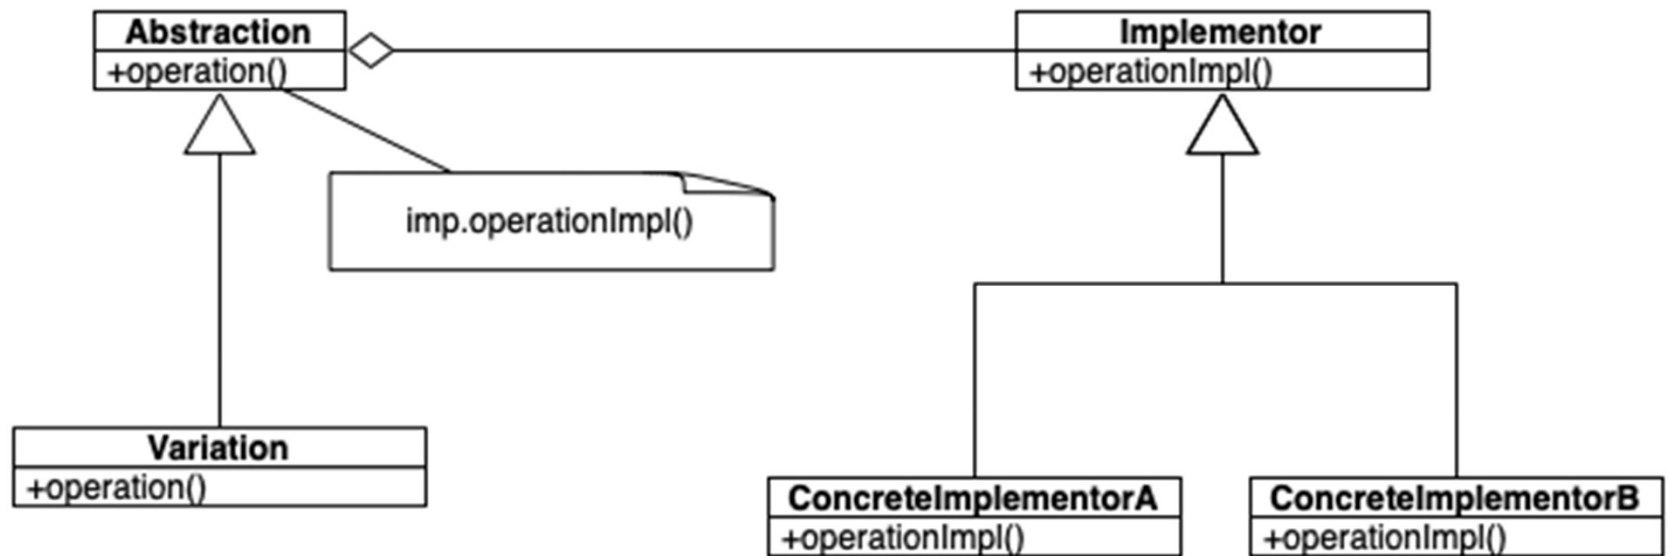 Abstraction
+operation()
Implementor
+operationImpl()
imp.operationImpl()
Variation
+operation()
ConcreteImplementorA
+operationImpl()
ConcreteImplementorB
+operationImpl()